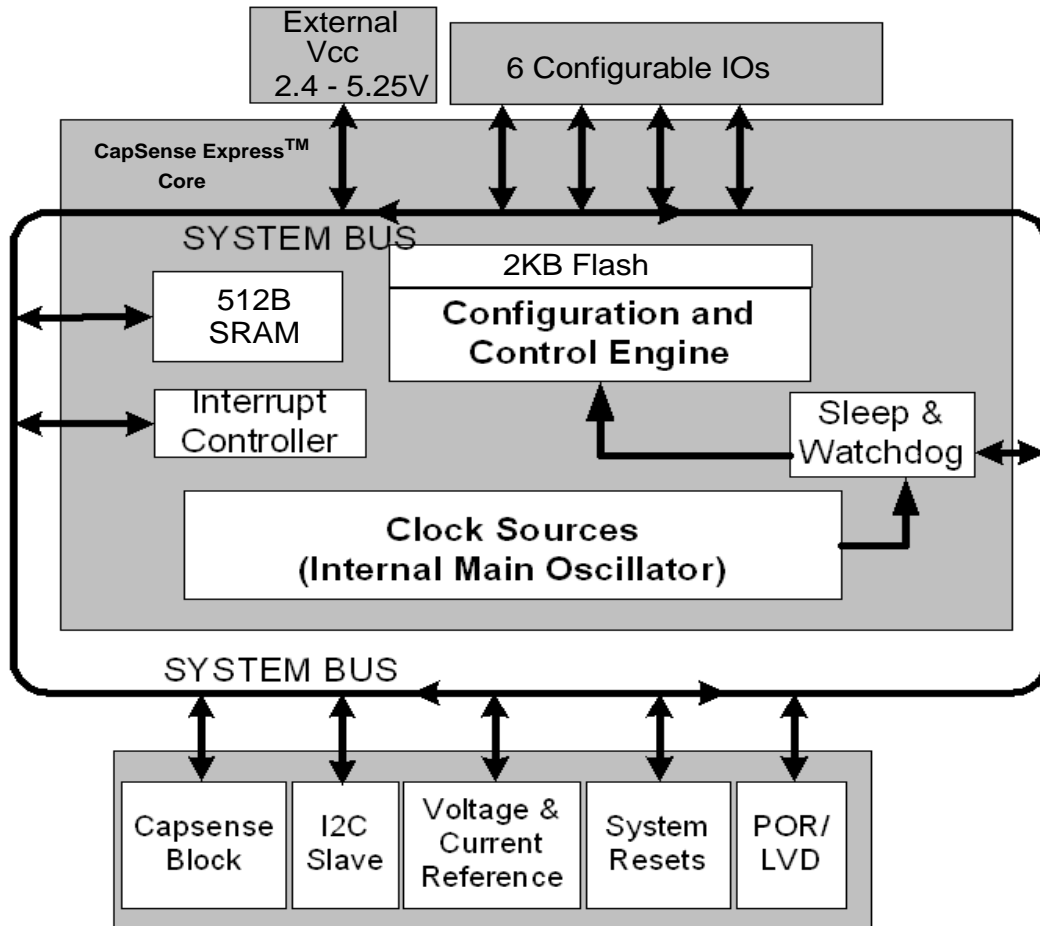 External
Vcc
2.4 - 5.25V
6 Configurable IOs
CapSense Express™
Core
SYSTEM BUS
2KB Flash
512B
SRAM
Configuration and
Control Engine
Interrupt
Controller
Sleep &
Watchdog
Clock Sources
(Internal Main Oscillator)
SYSTEM BUS
Capsense
Block
I2C
Slave
Voltage &
Current
Reference
System
Resets
POR/
LVD